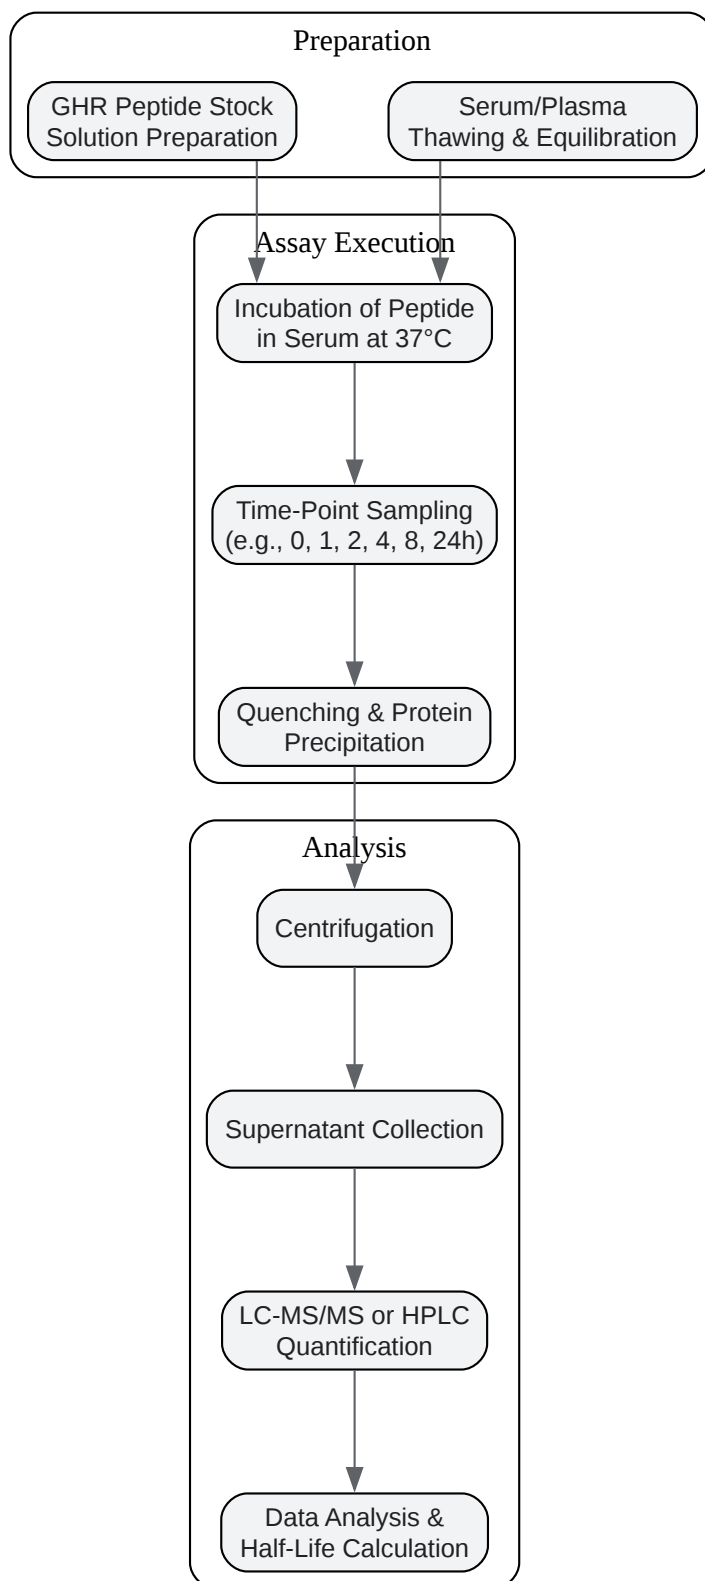 Preparation
GHR Peptide Stock
Solution Preparation
Serum/Plasma
Thawing & Equilibration
Assay Execution
Incubation of Peptide
in Serum at 37°C
Time-Point Sampling
(e.g., 0, 1, 2, 4, 8, 24h)
Quenching & Protein
Precipitation
Analysis
Centrifugation
Supernatant Collection
LC-MS/MS or HPLC
Quantification
Data Analysis &
Half-Life Calculation